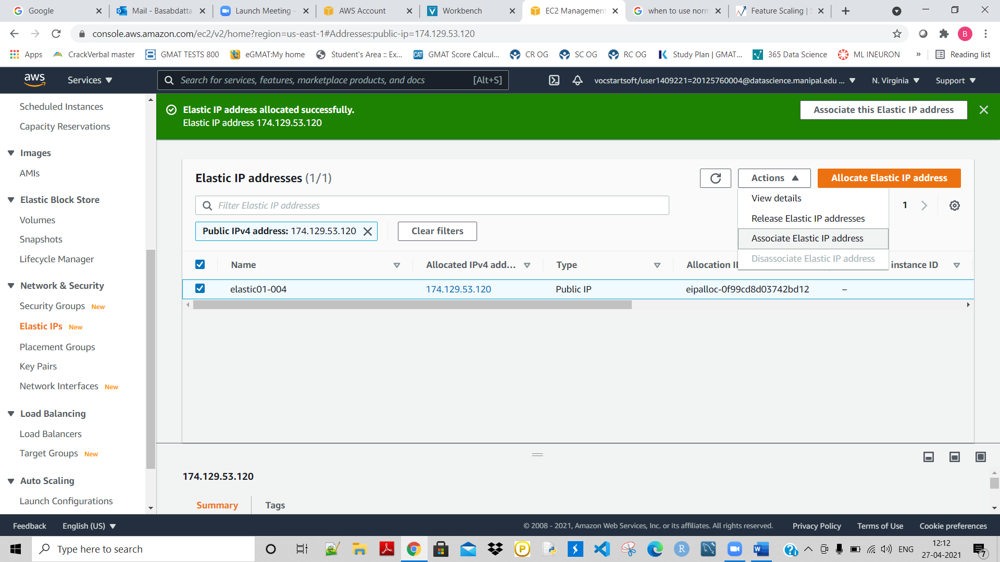 Google
Mail - Basabdatta
Launch Meeting -
AWS Account
Workbench
EC2 Management
when to use norm
Feature Scaling |
console.aws.amazon.com/ec2/v2/home?region=us-east-1#Addresses:public-ip=174.129.53.120
B
Apps
CrackVerbal master
GMAT TESTS 800
eGMAT:My home
Student's Area :: Ex...
CAT
GMAT Score Calcul...
CR OG
SC OG
RC OG
Study Plan | GMAT...
365 Data Science
ML INEURON
»
Reading list
aws
Services
Search for services, features, marketplace products, and docs
[Alt+S]
vocstartsoft/user1409221=20125760004@datascience.manipal.edu ...
N. Virginia
Support
Scheduled Instances
Capacity Reservations
Images
AMIs
Elastic Block Store
Volumes
Snapshots
Lifecycle Manager
Network & Security
Security Groups New
Elastic IPs New
Placement Groups
Key Pairs
Network Interfaces New
Load Balancing
Load Balancers
Target Groups New
Auto Scaling
Launch Configurations
Elastic IP address allocated successfully.
Elastic IP address 174.129.53.120
Associate this Elastic IP address
Elastic IP addresses (1/1)
Actions
Allocate Elastic IP address
Filter Elastic IP addresses
1
View details
Release Elastic IP addresses
Associate Elastic IP address
Disassociate Elastic IP address
Public IPv4 address: 174.129.53.120
Clear filters
Name
Allocated IPv4 add...
Type
Allocation
instance ID
elastic01-004
174.129.53.120
Public IP
eipalloc-0f99cd8d03742bd12
–
174.129.53.120
Summary
Tags
Feedback
English (US)
© 2008 - 2021, Amazon Web Services, Inc. or its affiliates. All rights reserved.
Privacy Policy
Terms of Use
Cookie preferences
Type here to search
ENG
12:12
27-04-2021
7